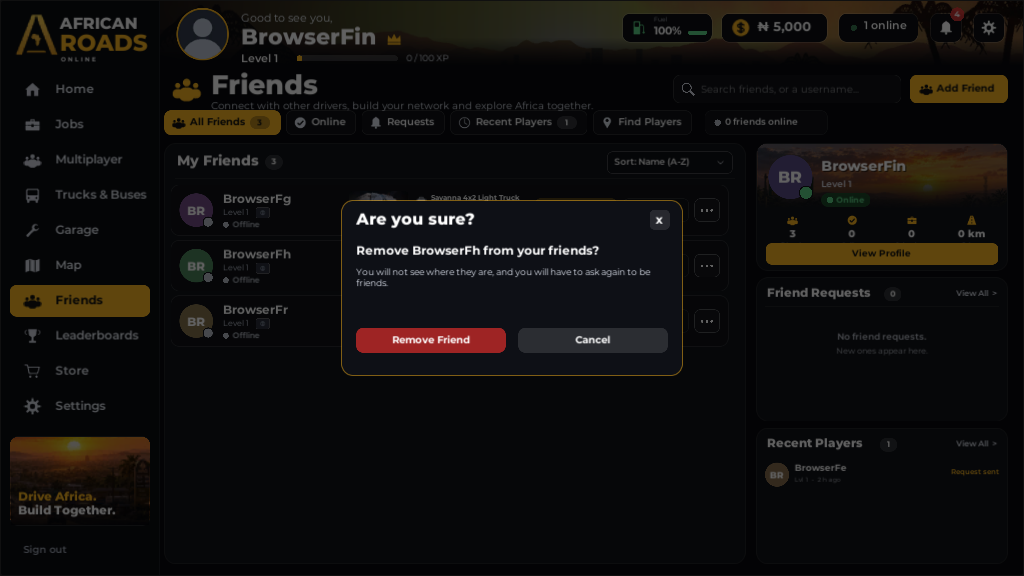 AFRICAN
ROADS
ONLINE
Home
Jobs
Multiplayer
Trucks & Buses
Garage
Map
Friends
Leaderboards
Store
Settings
Drive Africa.
Build Together.
Sign out
Good to see you,
BrowserFin
Level 1
0 / 100 XP
Fuel
100%
₦ 5,000
1 online
4
Friends
Connect with other drivers, build your network and explore Africa together.
Search friends, or a username...
Add Friend
All Friends 3
Online
Requests
Recent Players 1
Find Players
0 friends online
My Friends 3
Sort: Name (A-Z)
BR
BrowserFg
Level 1 0
Offline
Savanna 4x2 Light Truck
BR
BrowserFh
Level 1 0
Offline
BR
BrowserFr
Level 1 0
Offline
Are you sure?
x
Remove BrowserFh from your friends?
You will not see where they are, and you will have to ask again to be
friends.
Remove Friend
Cancel
BR
BrowserFin
Level 1
Online
3
0
0
0 km
View Profile
Friend Requests 0
View All >
No friend requests.
New ones appear here.
Recent Players 1
View All >
BR
BrowserFe
Lvl 1 · 2 h ago
Request sent